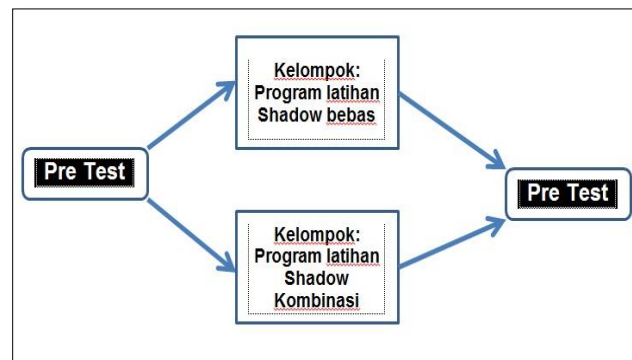 Pre Test
Kelompok:
Program latihan
Shadow bebas
Kelompok:
Program latihan
Shadow
Kombinasi
Pre Test